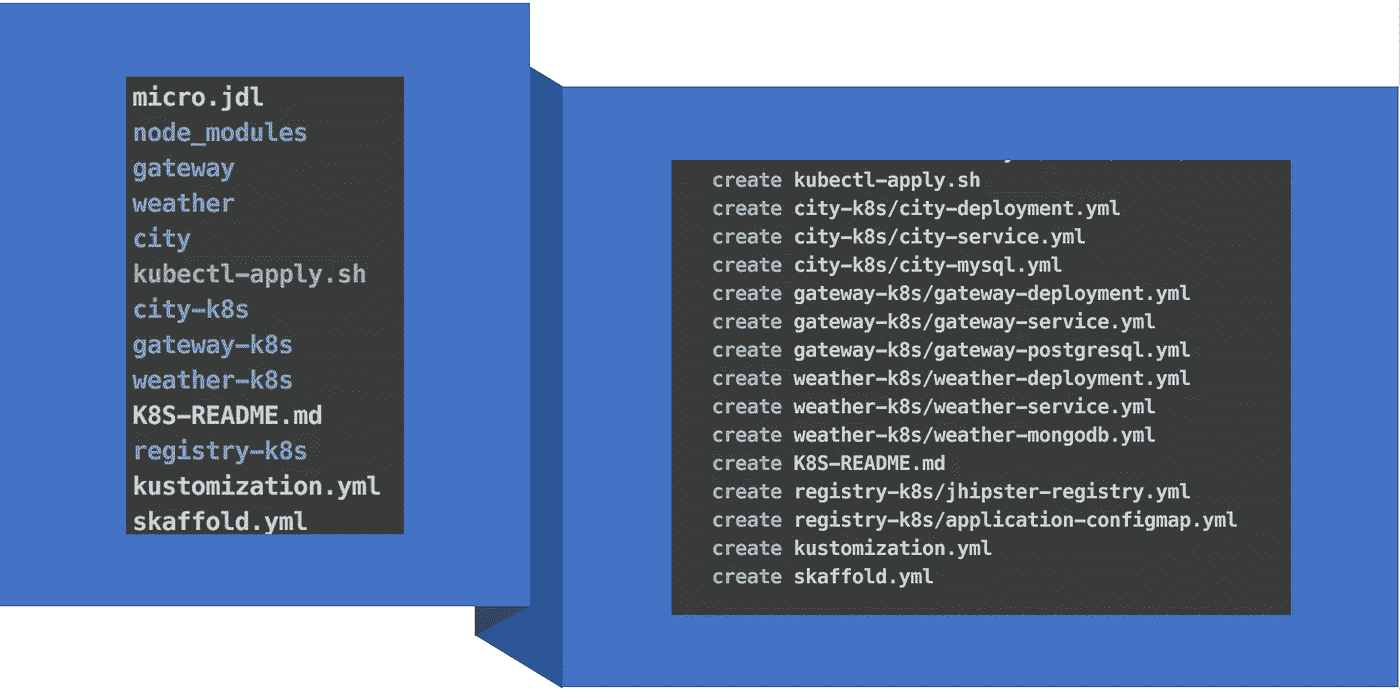 micro.jdl
node_modules
gateway
weather
city
kubectl-apply.sh
city-k8s
gateway-k8s
weather-k8s
K8S-README.md
registry-k8s
kustomization.yml
skaffold.yml
create kubectl-apply.sh
create city-k8s/city-deployment.yml
create city-k8s/city-service.yml
create city-k8s/city-mysql.yml
create gateway-k8s/gateway-deployment.yml
create gateway-k8s/gateway-service.yml
create gateway-k8s/gateway-postgresql.yml
create weather-k8s/weather-deployment.yml
create weather-k8s/weather-service.yml
create weather-k8s/weather-mongodb.yml
create K8S-README.md
create registry-k8s/jhipster-registry.yml
create registry-k8s/application-configmap.yml
create kustomization.yml
create skaffold.yml